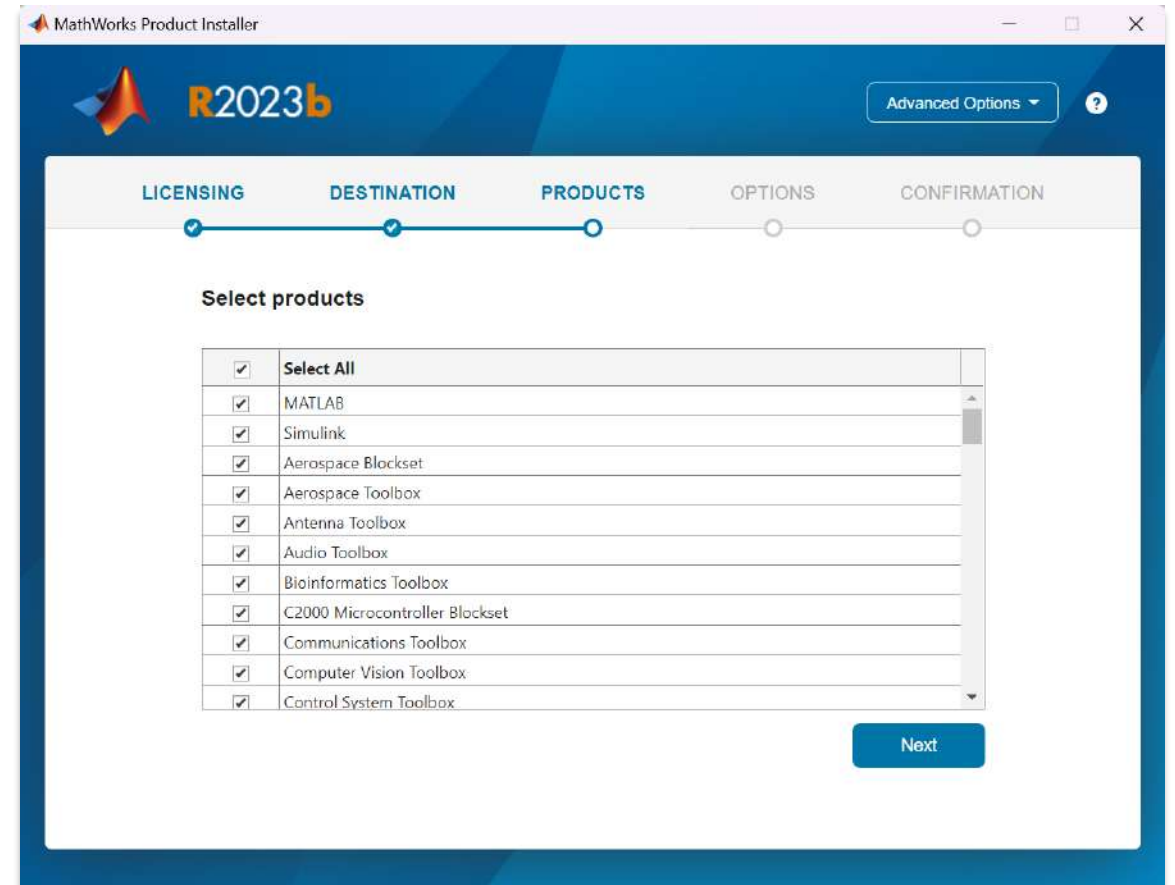 MathWorks Product Installer
R2023b
Advanced Options
?
LICENSING DESTINATION PRODUCTS OPTIONS CONFIRMATION
Select products
Select All
MATLAB
Simulink
Aerospace Blockset
Aerospace Toolbox
Antenna Toolbox
Audio Toolbox
Bioinformatics Toolbox
C2000 Microcontroller Blockset
Communications Toolbox
Computer Vision Toolbox
Control System Toolbox
Next